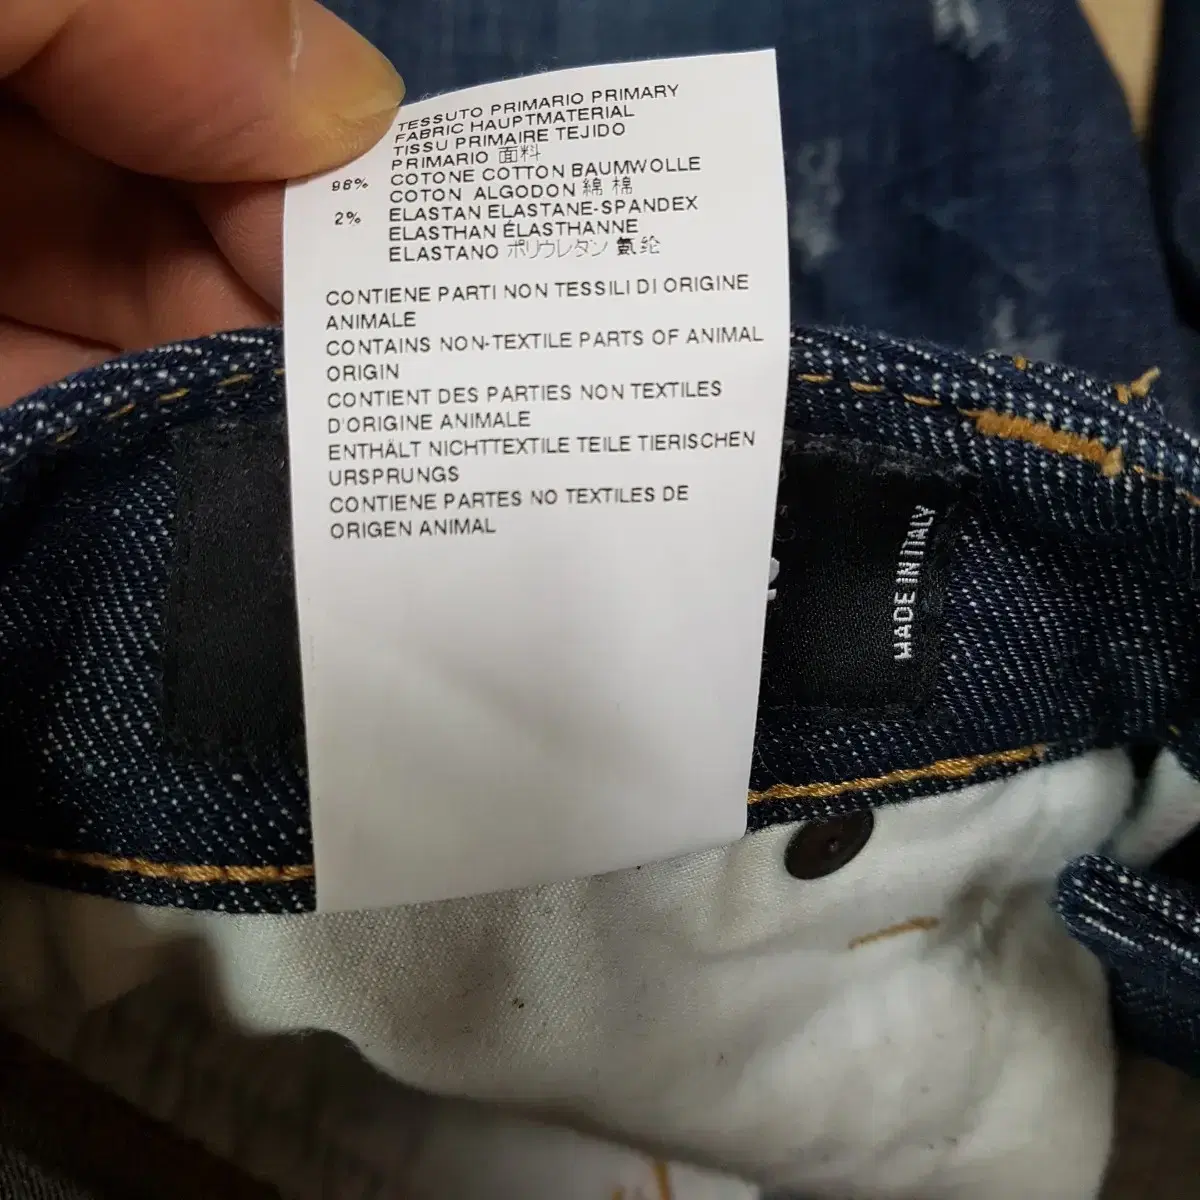 TESSUTO PRIMARIO PRIMARY
FABRIC HAUPTMATERIAL
TISSU PRIMAIRE TEJIDO
PRIMARIO 面料
98% COTONE COTTON BAUMWOLLE
COTON ALGODON 綿 棉
2% ELASTAN ELASTANE-SPANDEX
ELASTHAN ÉLASTHANNE
ELASTANO ポリウレタン 氨纶
CONTIENE PARTI NON TESSILI DI ORIGINE
ANIMALE
CONTAINS NON-TEXTILE PARTS OF ANIMAL
ORIGIN
CONTIENT DES PARTIES NON TEXTILES
D'ORIGINE ANIMALE
ENTHÄLT NICHTTEXTILE TEILE TIERISCHEN
URSPRUNGS
CONTIENE PARTES NO TEXTILES DE
ORIGEN ANIMAL
MADE IN ITALY